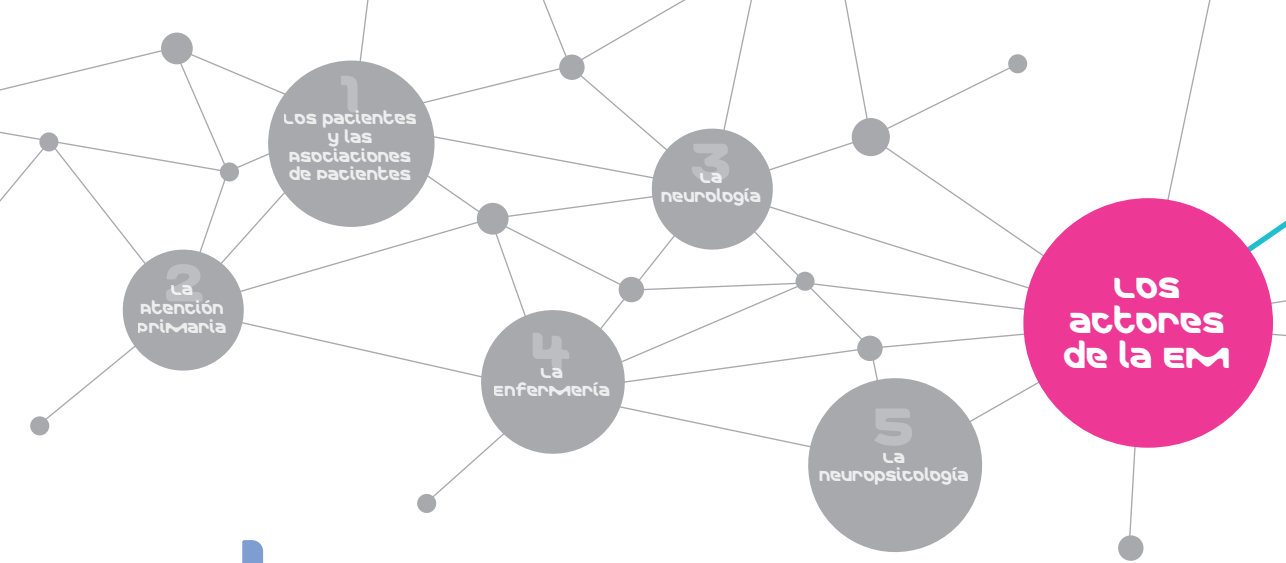 1
Los pacientes
y las
Asociaciones
de pacientes
2
La
Atención
primaria
3
La
neurología
4
La
Enfermería
5
La
neuropsicología
Los
actores
de la EM